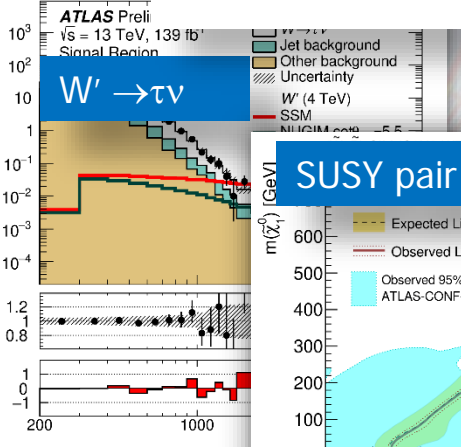 ATLAS Preli
√s = 13 TeV, 139 fb
Signal Region
W→τν
Jet background
Other background
Uncertainty
W′ (4 TeV)
SSM
W′ →τν
SUSY pair
10³
10²
10
1
10⁻¹
10⁻²
10⁻³
10⁻⁴
1.2
1
0.8
1
0
−1
200
1000
m(χ̃₁⁰) [GeV]
Expected Li
Observed L
Observed 95%
ATLAS-CONF
600
500
400
300
200
100